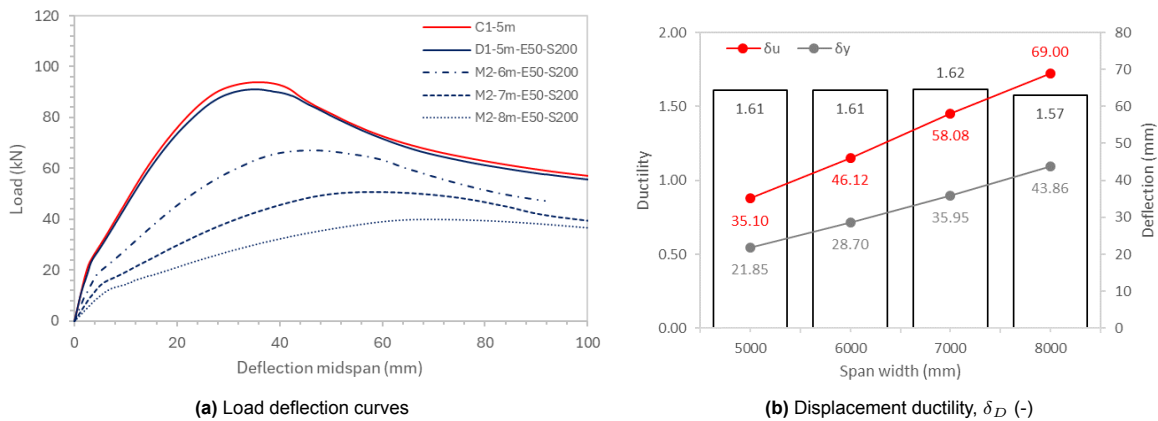 120
100
80
60
40
20
0
Load (kN)
0 20 40 60 80 100
Deflection midspan (mm)
C1-5m
D1-5m-E50-S200
M2-6m-E50-S200
M2-7m-E50-S200
M2-8m-E50-S200
(a) Load deflection curves
2.00
1.50
1.00
0.50
0.00
Ductility
δu δy
1.61 1.61 1.62 1.57
35.10 46.12 58.08 69.00
21.85 28.70 35.95 43.86
80
70
60
50
40
30
20
10
0
Deflection (mm)
5000 6000 7000 8000
Span width (mm)
(b) Displacement ductility, δ_D (-)